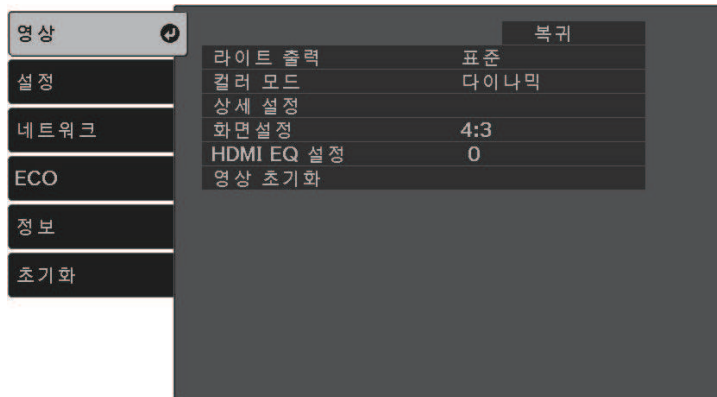 영상
설정
네트워크
ECO
정보
초기화
복귀
라이트 출력 표준
컬러 모드 다이나믹
상세 설정
화면설정 4:3
HDMI EQ 설정 0
영상 초기화